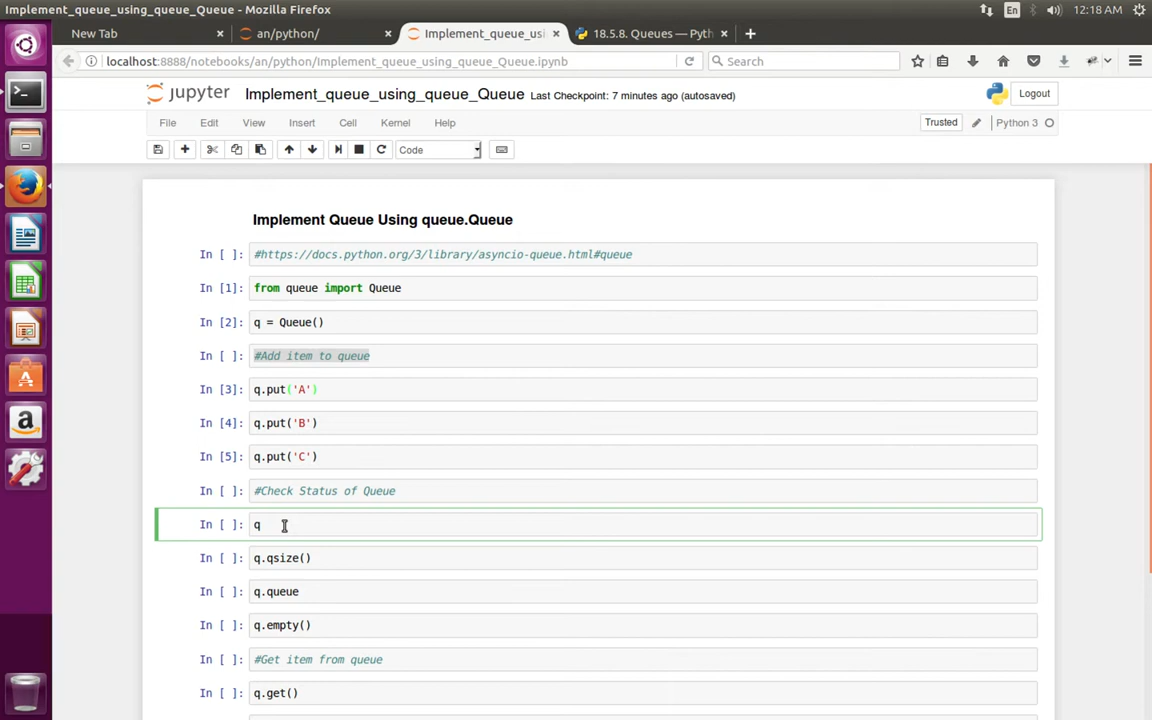 Implement_queue_using_queue_Queue - Mozilla Firefox
En
12:18 AM
New Tab
an/python/
Implement_queue_usi
18.5.8. Queues — Pyth
localhost:8888/notebooks/an/python/Implement_queue_using_queue_Queue.ipynb
Search
jupyter
Implement_queue_using_queue_Queue
Last Checkpoint: 7 minutes ago (autosaved)
Logout
File
Edit
View
Insert
Cell
Kernel
Help
Trusted
Python 3
Code
Implement Queue Using queue.Queue
In [ ]: #https://docs.python.org/3/library/asyncio-queue.html#queue
In [1]: from queue import Queue
In [2]: q = Queue()
In [ ]: #Add item to queue
In [3]: q.put('A')
In [4]: q.put('B')
In [5]: q.put('C')
In [ ]: #Check Status of Queue
In [ ]: q
In [ ]: q.qsize()
In [ ]: q.queue
In [ ]: q.empty()
In [ ]: #Get item from queue
In [ ]: q.get()